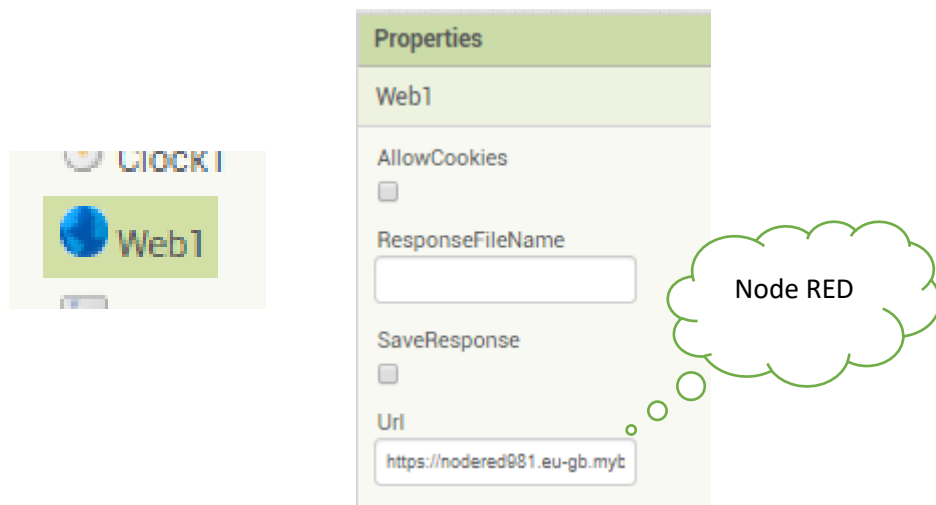 Clock1
Web1
Properties
Web1
AllowCookies
ResponseFileName
SaveResponse
Url
https://nodered981.eu-gb.myb
Node RED